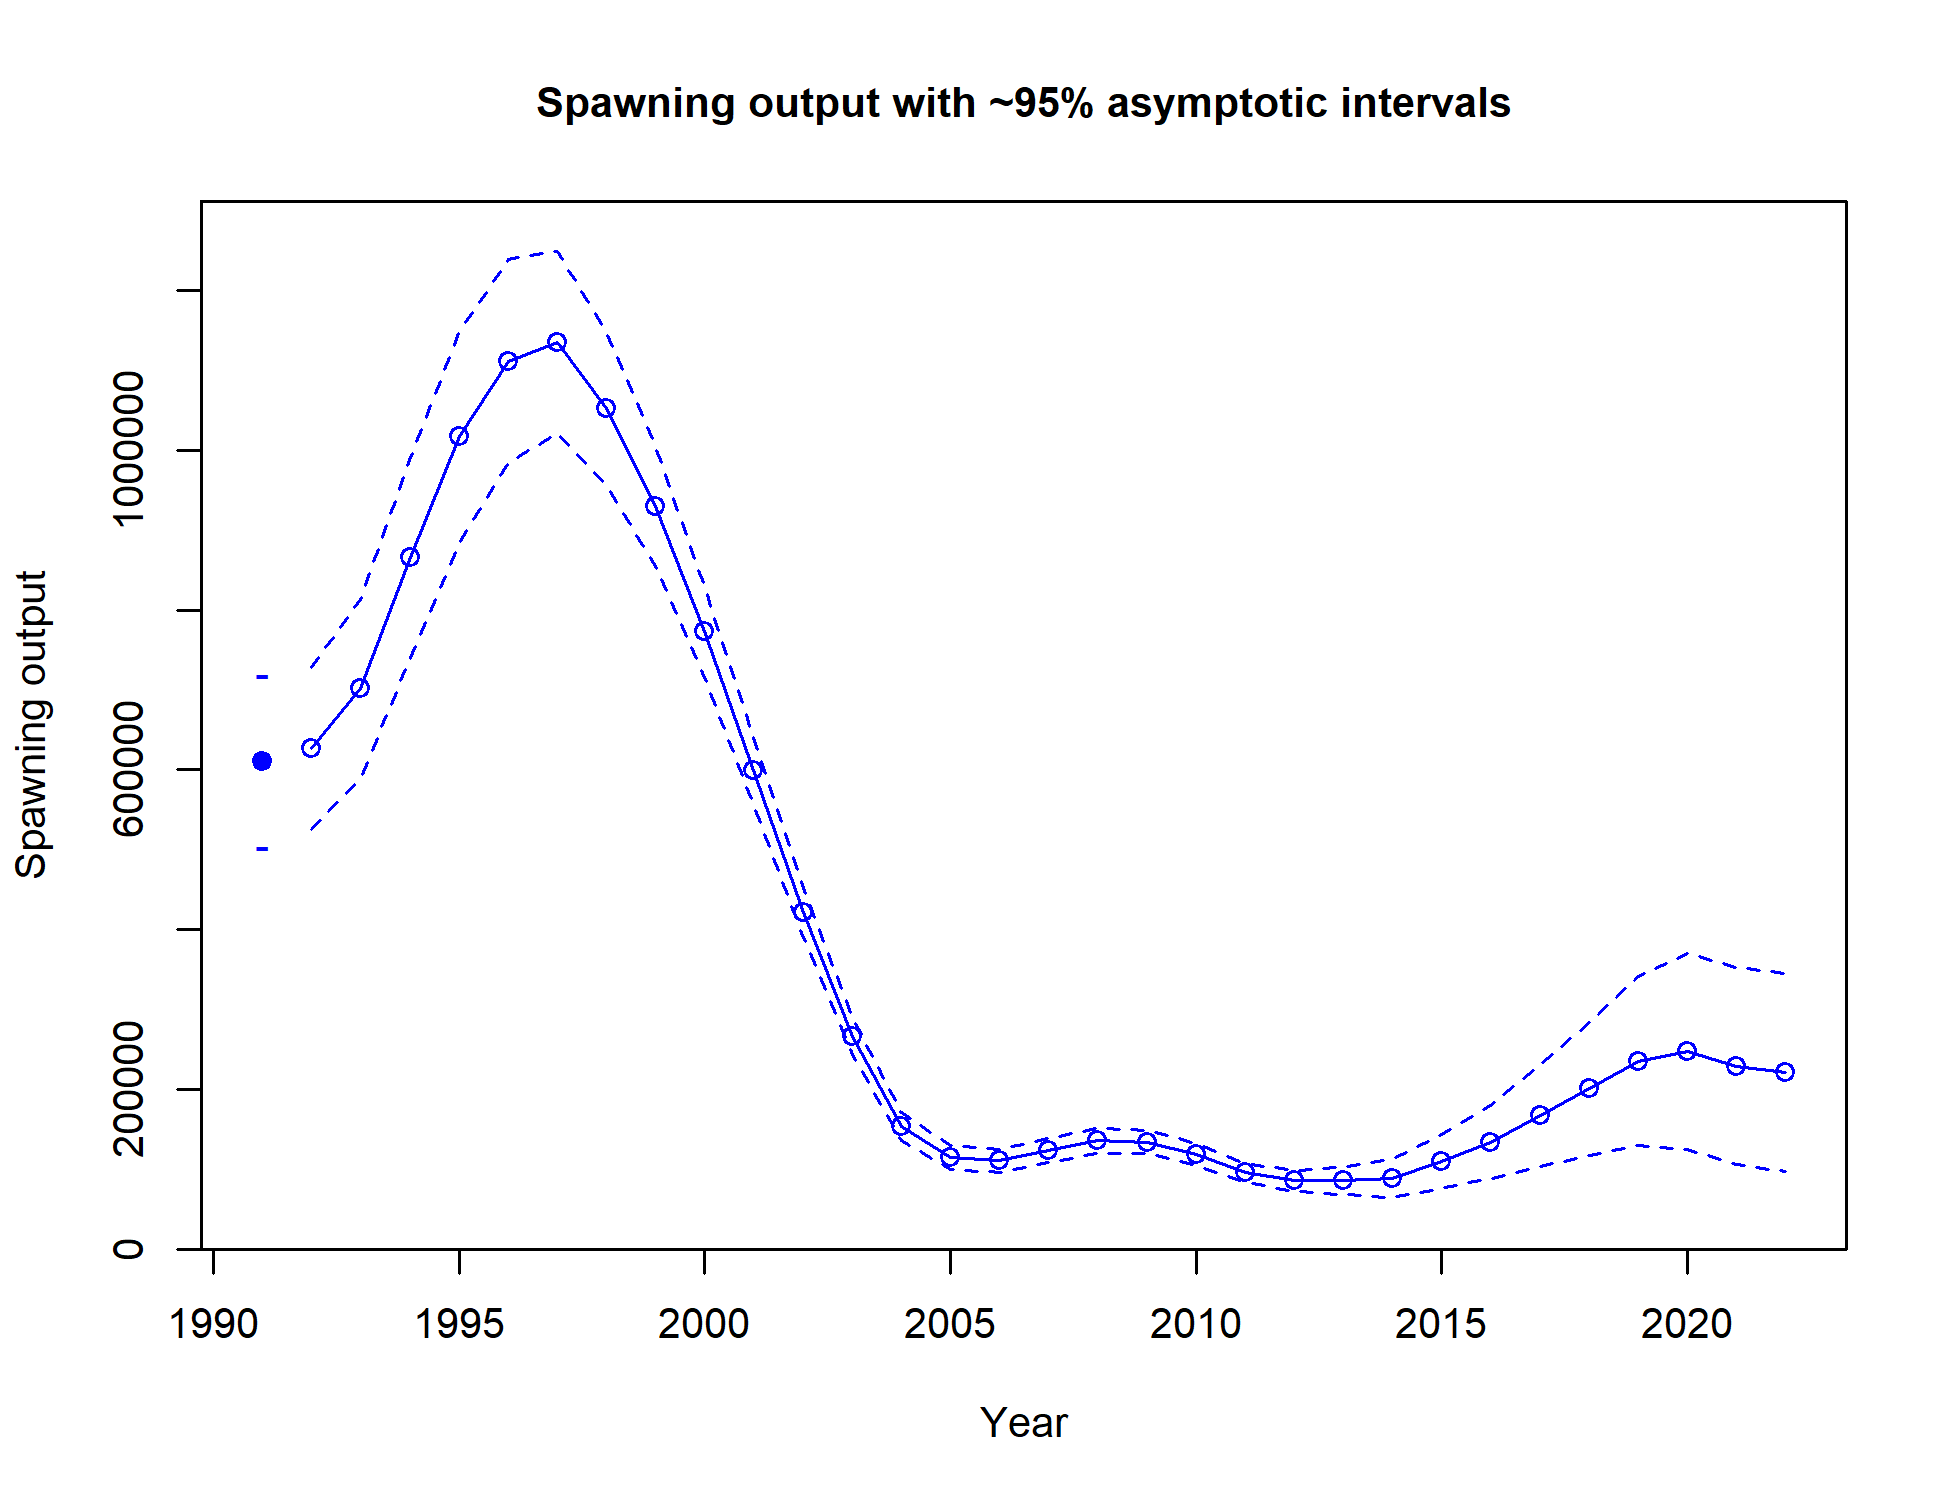 Spawning output with ~95% asymptotic intervals
Spawning output
1000000
600000
200000
0
1990 1995 2000 2005 2010 2015 2020
Year